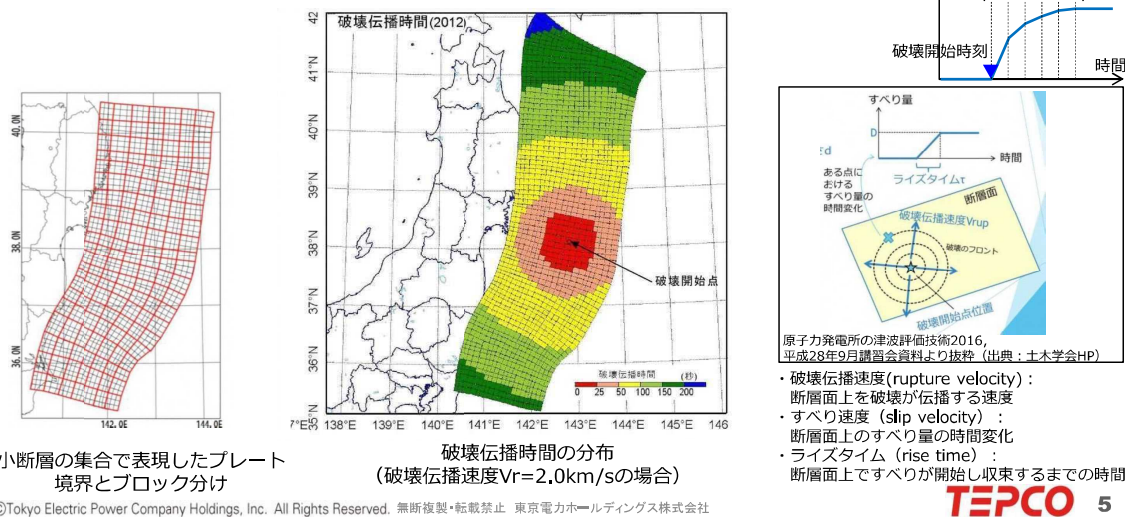 破壊伝播時間(2012)
42
41°N
40°N
39°N
38°N
37°N
36°N
35°N
破壊開始点
破壊伝播時間 (秒)
0 25 50 100 150 200
7°E 138°E 139°E 140°E 141°E 142°E 143°E 144°E 145°E 146
40.0N
38.0N
36.0N
142.0E 144.0E
小断層の集合で表現したプレート
境界とブロック分け
破壊伝播時間の分布
(破壊伝播速度Vr=2.0km/sの場合)
破壊開始時刻
時間
すべり量
D
時間
ライズタイムτ
ある点に
おける
すべり量の
時間変化
断層面
破壊伝播速度Vrup
破壊のフロント
破壊開始点位置
原子力発電所の津波評価技術2016,
平成28年9月講習会資料より抜粋(出典:土木学会HP)
・破壊伝播速度(rupture velocity):
断層面上を破壊が伝播する速度
・すべり速度(slip velocity):
断層面上のすべり量の時間変化
・ライズタイム(rise time):
断層面上ですべりが開始し収束するまでの時間
©Tokyo Electric Power Company Holdings, Inc. All Rights Reserved. 無断複製・転載禁止 東京電力ホールディングス株式会社
TEPCO 5